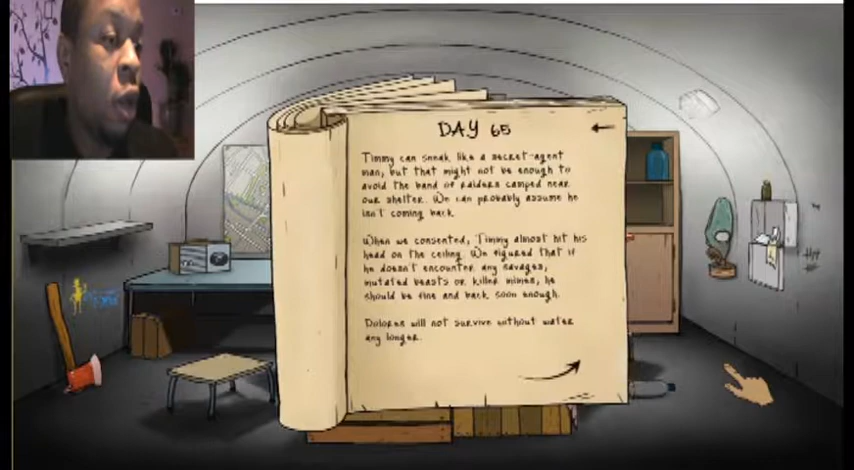 DAY 65
Timmy can sneak like a secret-agent
man, but that might not be enough to
avoid the band of raiders camped near
our shelter. We can probably assume he
isn't coming back.
When we consented, Timmy almost hit his
head on the ceiling. We figured that if
he doesn't encounter any savages,
mutated beasts or killer mimes, he
should be fine and back soon enough.
Dolores will not survive without water
any longer.